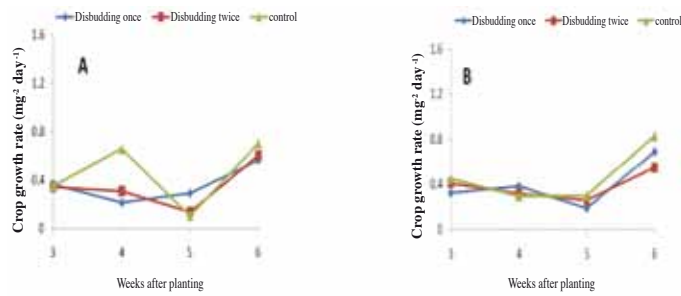 Disbudding once Disbudding twice control
Crop growth rate (mg-² day -¹)
1.6
1.2
0.8
0.4
0
A
3 4 5 6
Weeks after planting
Disbudding once Disbudding twice control
Crop growth rate (mg-² day -¹)
1.6
1.2
0.8
0.4
0
B
3 4 5 6
Weeks after planting